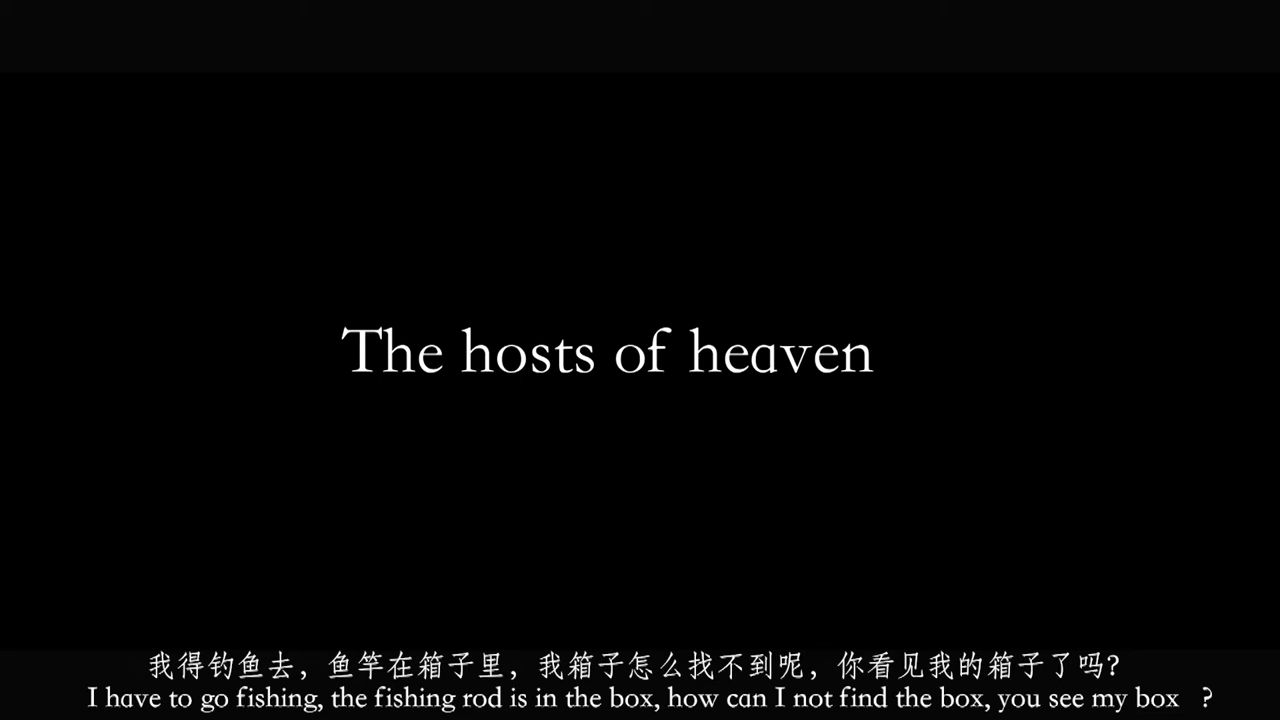 The hosts of heaven
我得钓鱼去，鱼竿在箱子里，我箱子怎么找不到呢，你看见我的箱子了吗？
I have to go fishing, the fishing rod is in the box, how can I not find the box, you see my box ?